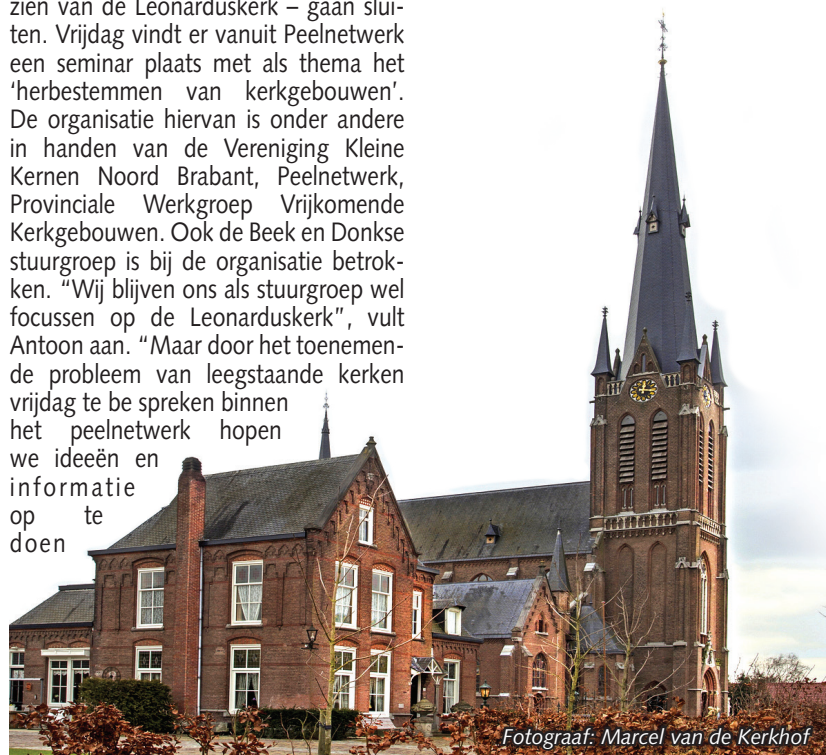 zien van de Leonarduskerk – gaan slui-
ten. Vrijdag vindt er vanuit Peelnetwerk
een seminar plaats met als thema het
‘herbestemmen van kerkgebouwen’.
De organisatie hiervan is onder andere
in handen van de Vereniging Kleine
Kernen Noord Brabant, Peelnetwerk,
Provinciale Werkgroep Vrijkomende
Kerkgebouwen. Ook de Beek en Donkse
stuurgroep is bij de organisatie betrok-
ken. “Wij blijven ons als stuurgroep wel
focussen op de Leonarduskerk”, vult
Antoon aan. “Maar door het toenemen-
de probleem van leegstaande kerken
vrijdag te be spreken binnen
het peelnetwerk hopen
we ideeën en
informatie
op te
doen
Fotograaf: Marcel van de Kerkhof